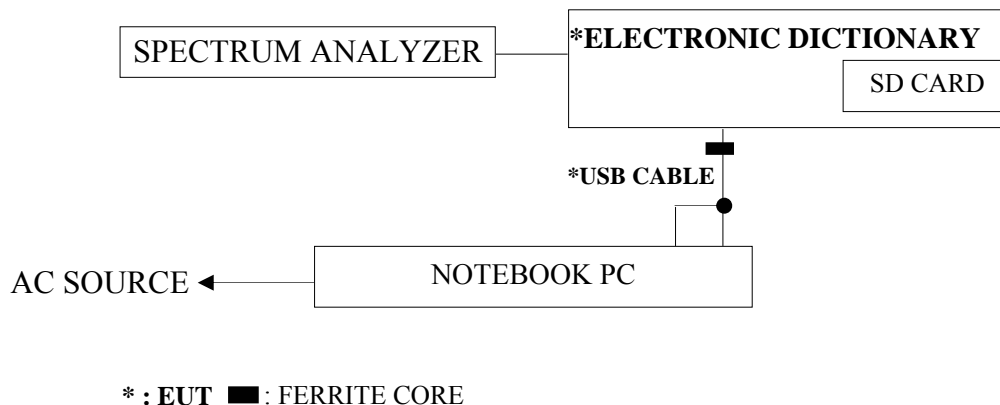 *ELECTRONIC DICTIONARY
SPECTRUM ANALYZER
SD CARD
*USB CABLE
NOTEBOOK PC
AC SOURCE
* : EUT : FERRITE CORE